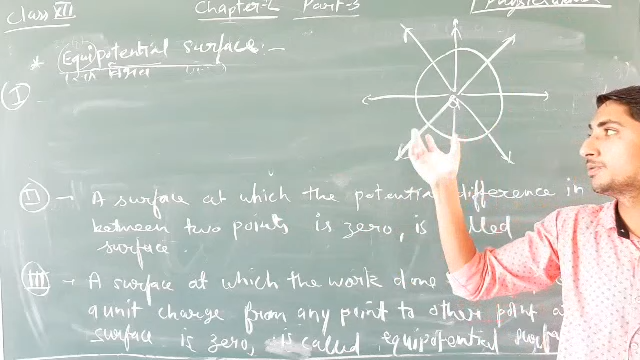 Class XII Chapter-2 Part-3
* Equipotential surface:-
I
II - A surface at which the potential difference in
between two points is zero, is called
surface.
III - A surface at which the work done
a unit charge from any point to other point
surface is zero, is called equipotential surface